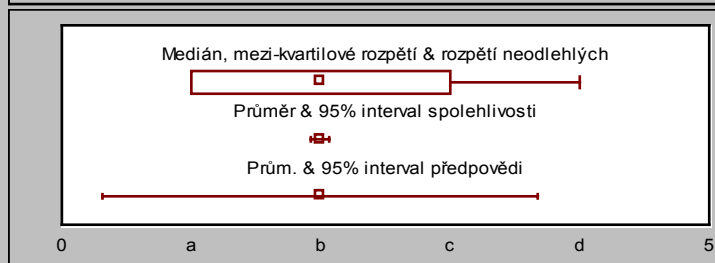 Medián, mezi-kvartilové rozpětí & rozpětí neodlehlých
Průměr & 95% interval spolehlivosti
Prům. & 95% interval předpovědi
0 a b c d 5